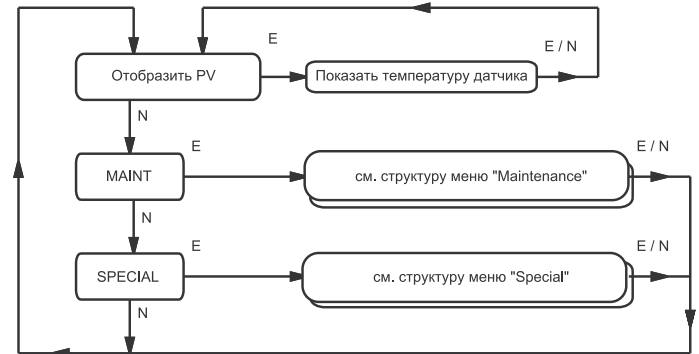 E
E / N
Отобразить PV
Показать температуру датчика
N
E
E / N
MAINT
см. структуру меню "Maintenance"
N
E
E / N
SPECIAL
см. структуру меню "Special"
N